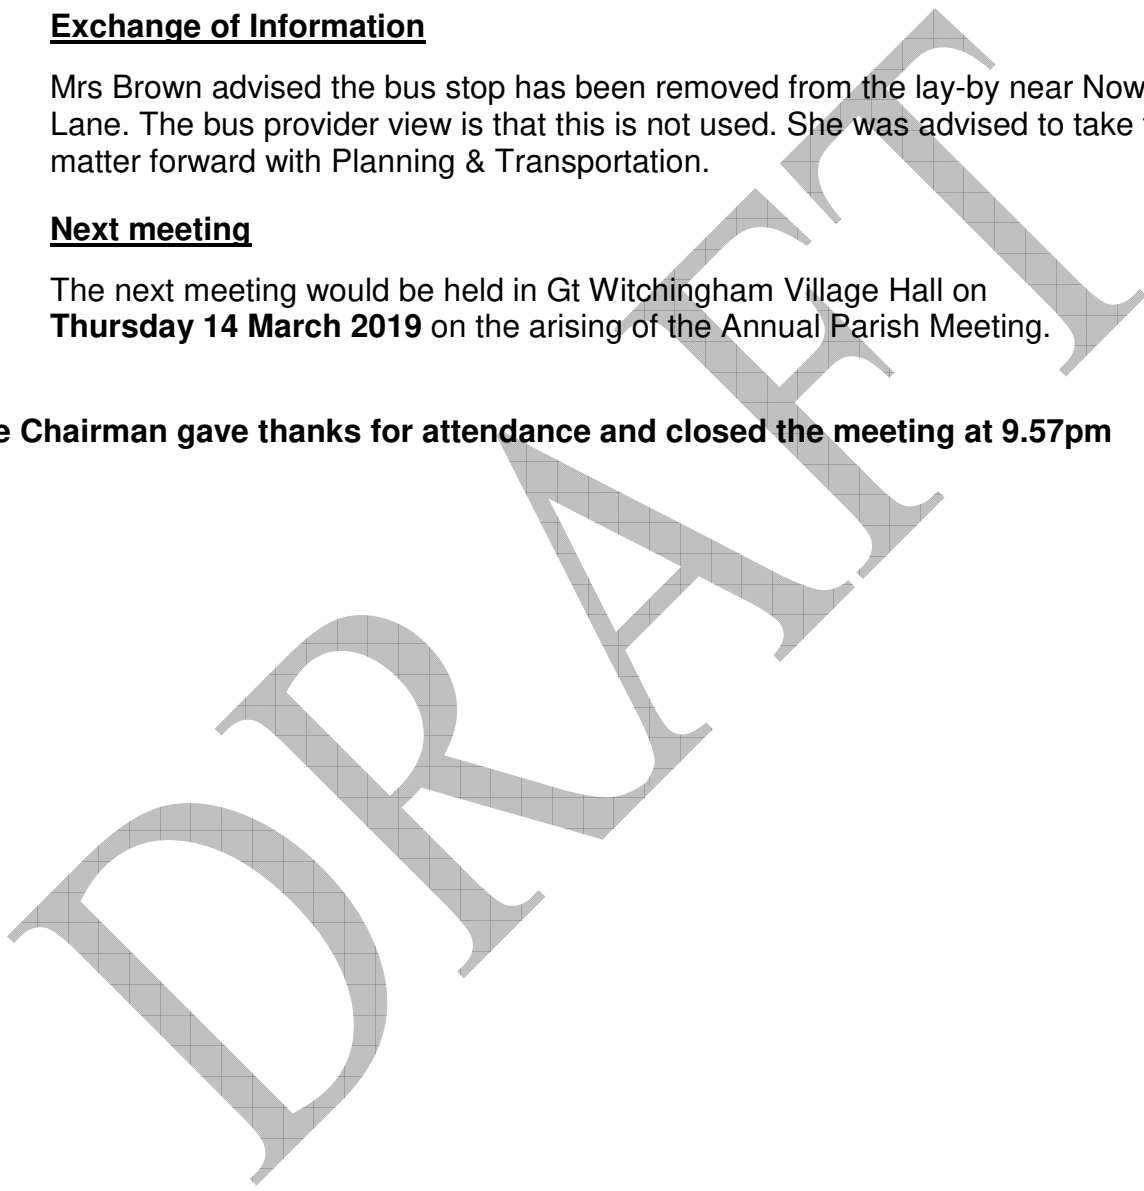 Exchange of Information
Mrs Brown advised the bus stop has been removed from the lay-by near
Lane. The bus provider view is that this is not used. She was advised to take
matter forward with Planning & Transportation.
Next meeting
The next meeting would be held in Gt Witchingham Village Hall on
Thursday 14 March 2019 on the arising of the Annual Parish Meeting.
Chairman gave thanks for attendance and closed the meeting at 9.57pm
DRAFT